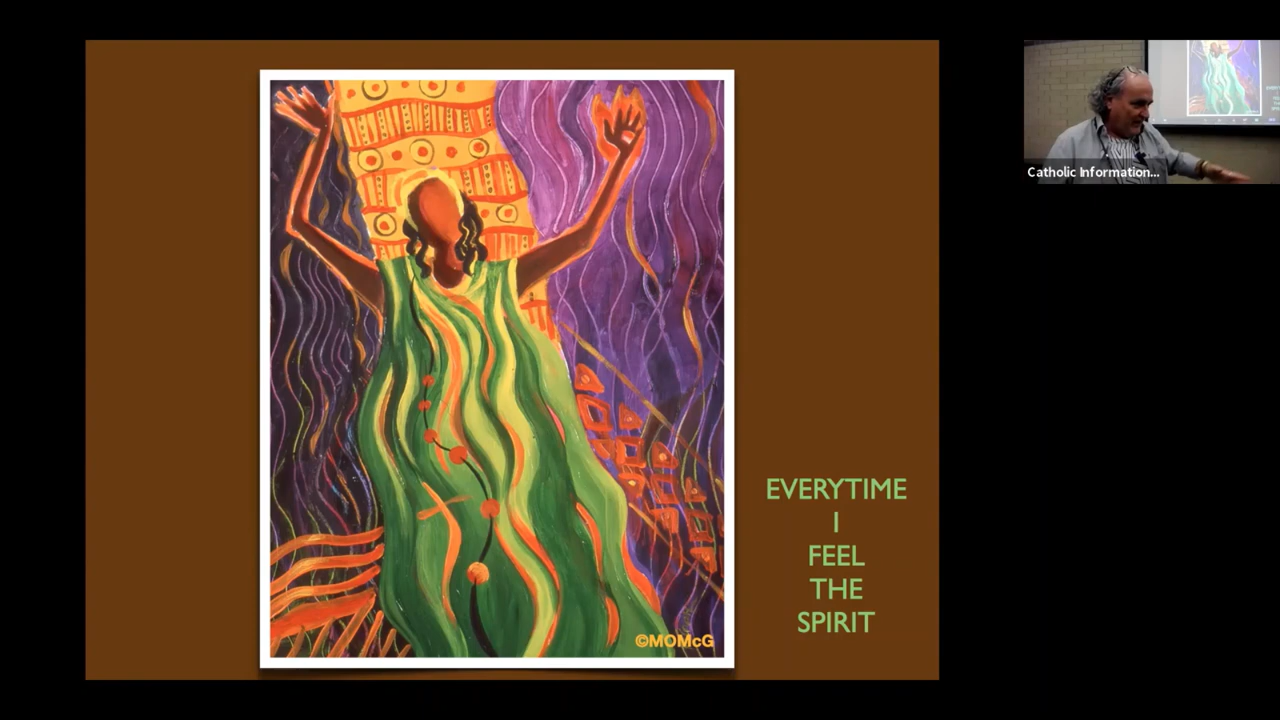 EVERYTIME
I
FEEL
THE
SPIRIT
©MOMcG
Catholic Information...